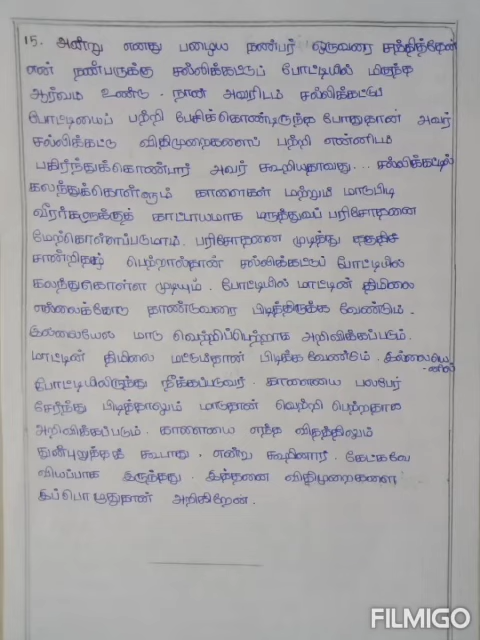 15. அன்று எனது பழைய நண்பர் ஒருவரை சந்தித்தேன்
என் நண்பருக்கு சல்லிக்கட்டுப் போட்டியில் மிகுந்த
ஆர்வம் உண்டு. நான் அவரிடம் சல்லிக்கட்டுப்
போட்டியைப் பற்றி பேசிக்கொண்டிருந்த போதுதான் அவர்
சல்லிக்கட்டு விதிமுறைகளைப் பற்றி என்னிடம்
பகிர்ந்துக்கொண்டார் அவர் கூறியதாவது... சல்லிக்கட்டில்
கலந்துக்கொள்ளும் காளைகள் மற்றும் மாடுபிடி
வீரர்களுக்குக் கட்டாயமாக மருத்துவப் பரிசோதனை
மேற்கொள்ளப்படுமாம். பரிசோதனை முடித்து தகுதிச்
சான்றிதழ் பெற்றால்தான் சல்லிக்கட்டுப் போட்டியில்
கலந்துகொள்ள முடியும். போட்டியில் மாட்டின் திமிலை
எல்லைக்கோடு தாண்டுவரை பிடித்திருக்க வேண்டும்.
இல்லையேல் மாடு வெற்றிப்பெற்றாக அறிவிக்கப்படும்.
மாட்டின் திமிலை மட்டும்தான் பிடிக்க வேண்டும். இல்லையெ
-னில்
போட்டியிலிருந்து நீக்கப்படுவர். காளையை பலபேர்
சேர்ந்து பிடித்தாலும் மாடுதான் வெற்றி பெற்றதாக
அறிவிக்கப்படும். காளையை எந்த விதத்திலும்
துன்புறுத்தக் கூடாது. என்று கூறினார். கேட்கவே
வியப்பாக இருந்தது. இத்தனை விதிமுறைகளை
இப்பொழுதுதான் அறிகிறேன்.
FILMIGO